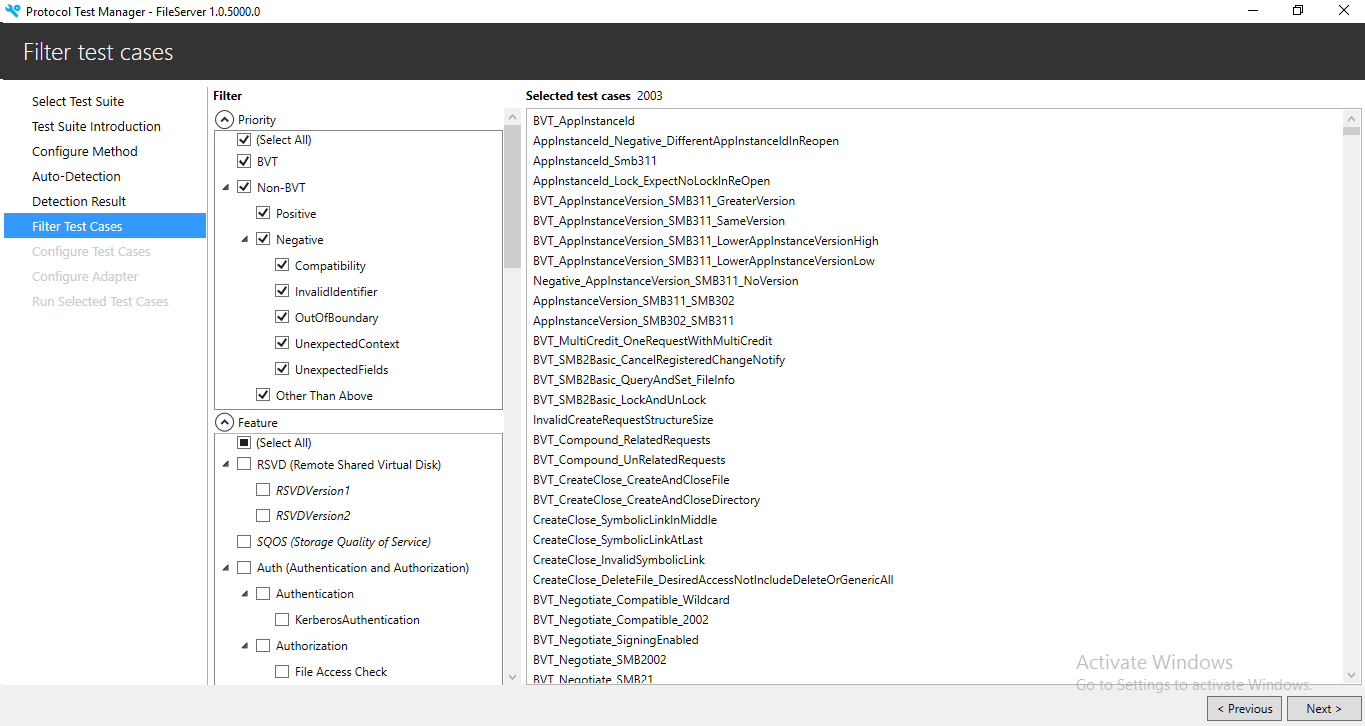 Protocol Test Manager - FileServer 1.0.5000.0
Filter test cases
Select Test Suite
Test Suite Introduction
Configure Method
Auto-Detection
Detection Result
Filter Test Cases
Configure Test Cases
Configure Adapter
Run Selected Test Cases
Filter
Priority
(Select All)
BVT
Non-BVT
Positive
Negative
Compatibility
InvalidIdentifier
OutOfBoundary
UnexpectedContext
UnexpectedFields
Other Than Above
Feature
(Select All)
RSVD (Remote Shared Virtual Disk)
RSVDVersion1
RSVDVersion2
SQOS (Storage Quality of Service)
Auth (Authentication and Authorization)
Authentication
KerberosAuthentication
Authorization
File Access Check
Selected test cases 2003
BVT_AppInstanceId
AppInstanceId_Negative_DifferentAppInstanceIdInReopen
AppInstanceId_Smb311
AppInstanceId_Lock_ExpectNoLockInReOpen
BVT_AppInstanceVersion_SMB311_GreaterVersion
BVT_AppInstanceVersion_SMB311_SameVersion
BVT_AppInstanceVersion_SMB311_LowerAppInstanceVersionHigh
BVT_AppInstanceVersion_SMB311_LowerAppInstanceVersionLow
Negative_AppInstanceVersion_SMB311_NoVersion
AppInstanceVersion_SMB311_SMB302
AppInstanceVersion_SMB302_SMB311
BVT_MultiCredit_OneRequestWithMultiCredit
BVT_SMB2Basic_CancelRegisteredChangeNotify
BVT_SMB2Basic_QueryAndSet_FileInfo
BVT_SMB2Basic_LockAndUnLock
InvalidCreateRequestStructureSize
BVT_Compound_RelatedRequests
BVT_Compound_UnRelatedRequests
BVT_CreateClose_CreateAndCloseFile
BVT_CreateClose_CreateAndCloseDirectory
CreateClose_SymbolicLinkInMiddle
CreateClose_SymbolicLinkAtLast
CreateClose_InvalidSymbolicLink
CreateClose_DeleteFile_DesiredAccessNotIncludeDeleteOrGenericAll
BVT_Negotiate_Compatible_Wildcard
BVT_Negotiate_Compatible_2002
BVT_Negotiate_SigningEnabled
BVT_Negotiate_SMB2002
BVT_Negotiate_SMB21
Activate Windows
Go to Settings to activate Windows.
< Previous
Next >